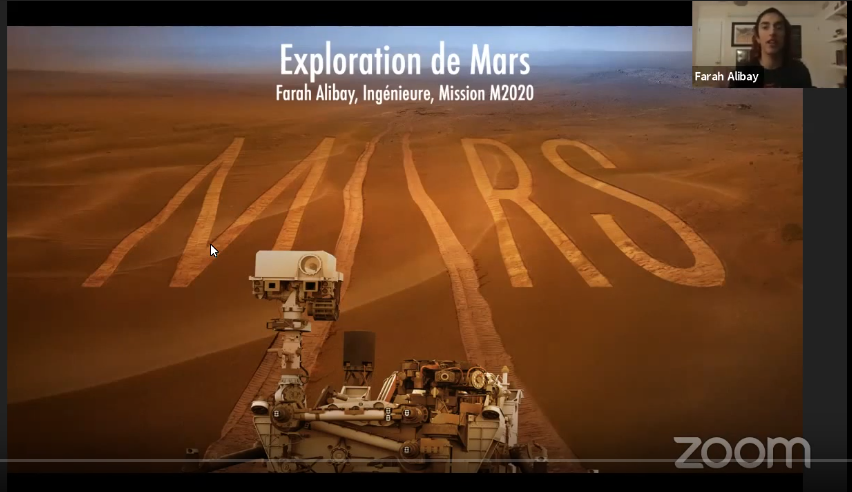 Exploration de Mars
Farah Alibay, Ingénieure, Mission M2020
Farah Alibay
MARS
zoom